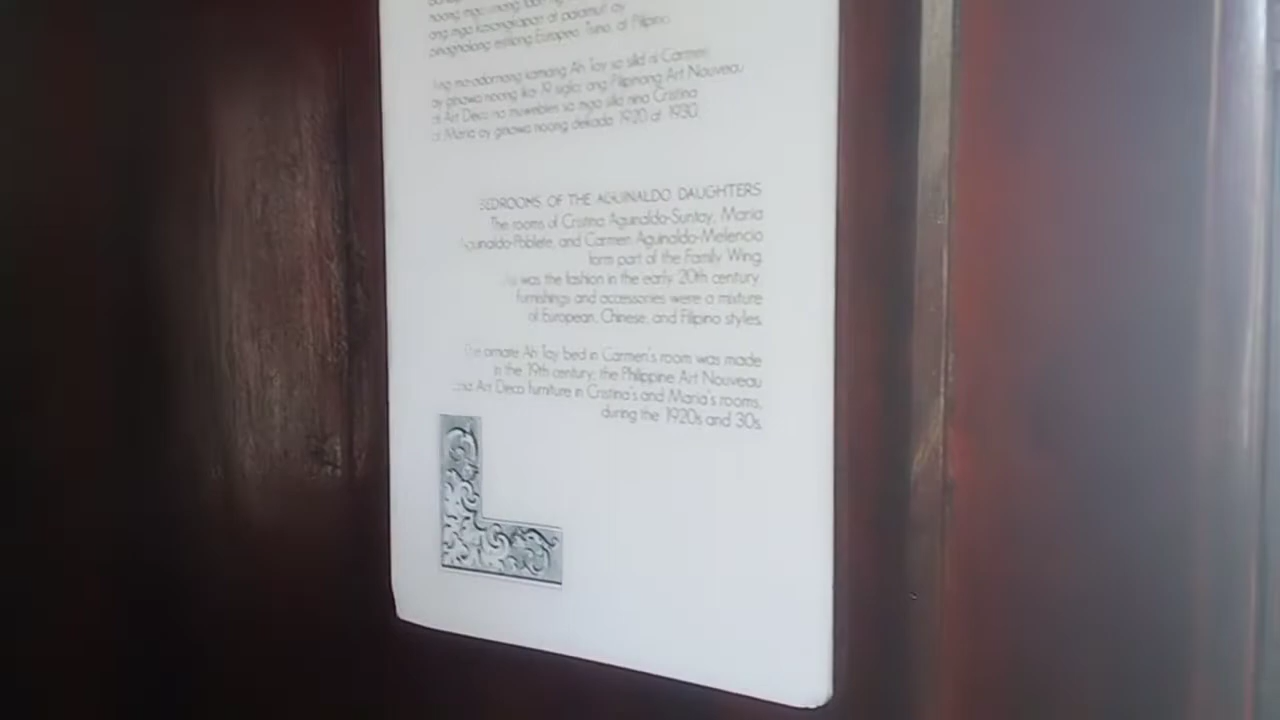 ang mga kasangkapan at palamuti ay
pinaghalong estilong Europeo, Tsino, at Pilipino.
Ang ma-adornong kamang Ah Tay sa silid ni Carmen
ay ginawa noong ika-19 siglo; ang Pilipinong Art Nouveau
at Art Deco na muwebles sa mga silid nina Cristina
at Maria ay ginawa noong dekada 1920 at 1930.
BEDROOMS OF THE AGUINALDO DAUGHTERS
The rooms of Cristina Aguinaldo-Suntay, Maria
Aguinaldo-Poblete, and Carmen Aguinaldo-Melencio
form part of the Family Wing.
was the fashion in the early 20th century,
furnishings and accessories were a mixture
of European, Chinese, and Filipino styles.
The ornate Ah Tay bed in Carmen's room was made
in the 19th century; the Philippine Art Nouveau
and Art Deco furniture in Cristina's and Maria's rooms,
during the 1920s and 30s.